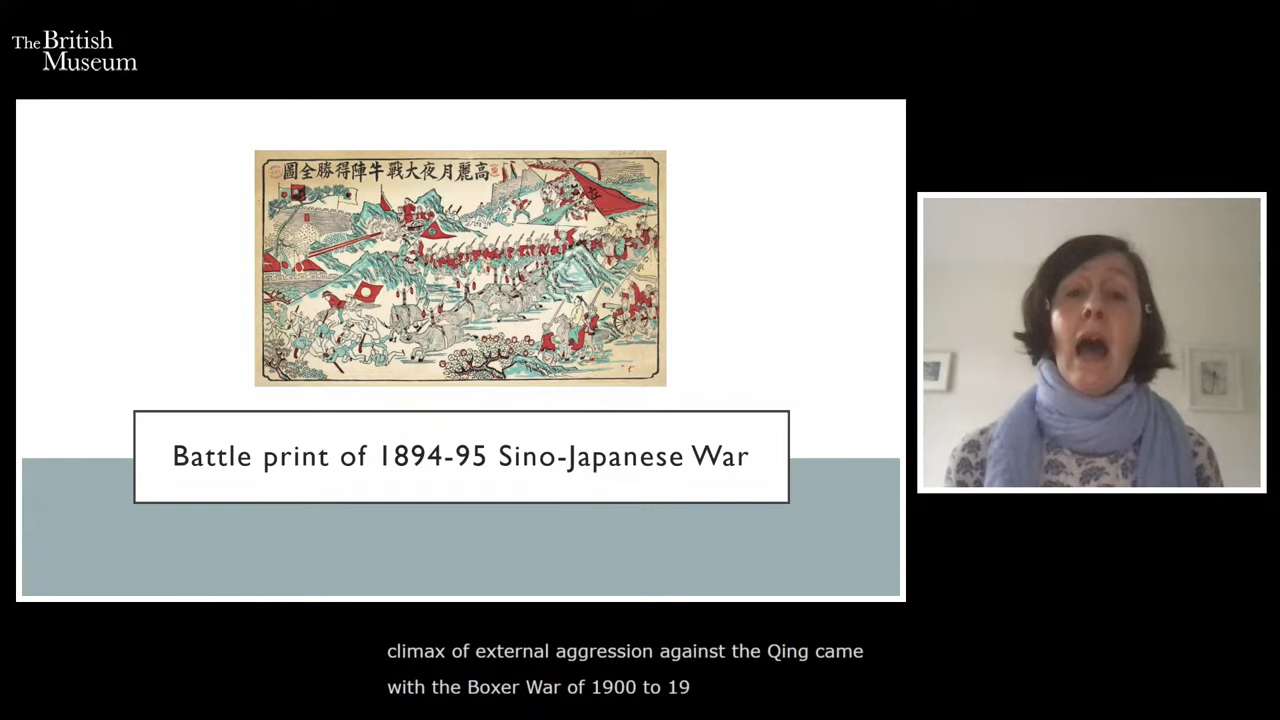 The British
Museum
高麗月夜大戰牛陣得勝全圖
Battle print of 1894-95 Sino-Japanese War
climax of external aggression against the Qing came
with the Boxer War of 1900 to 19